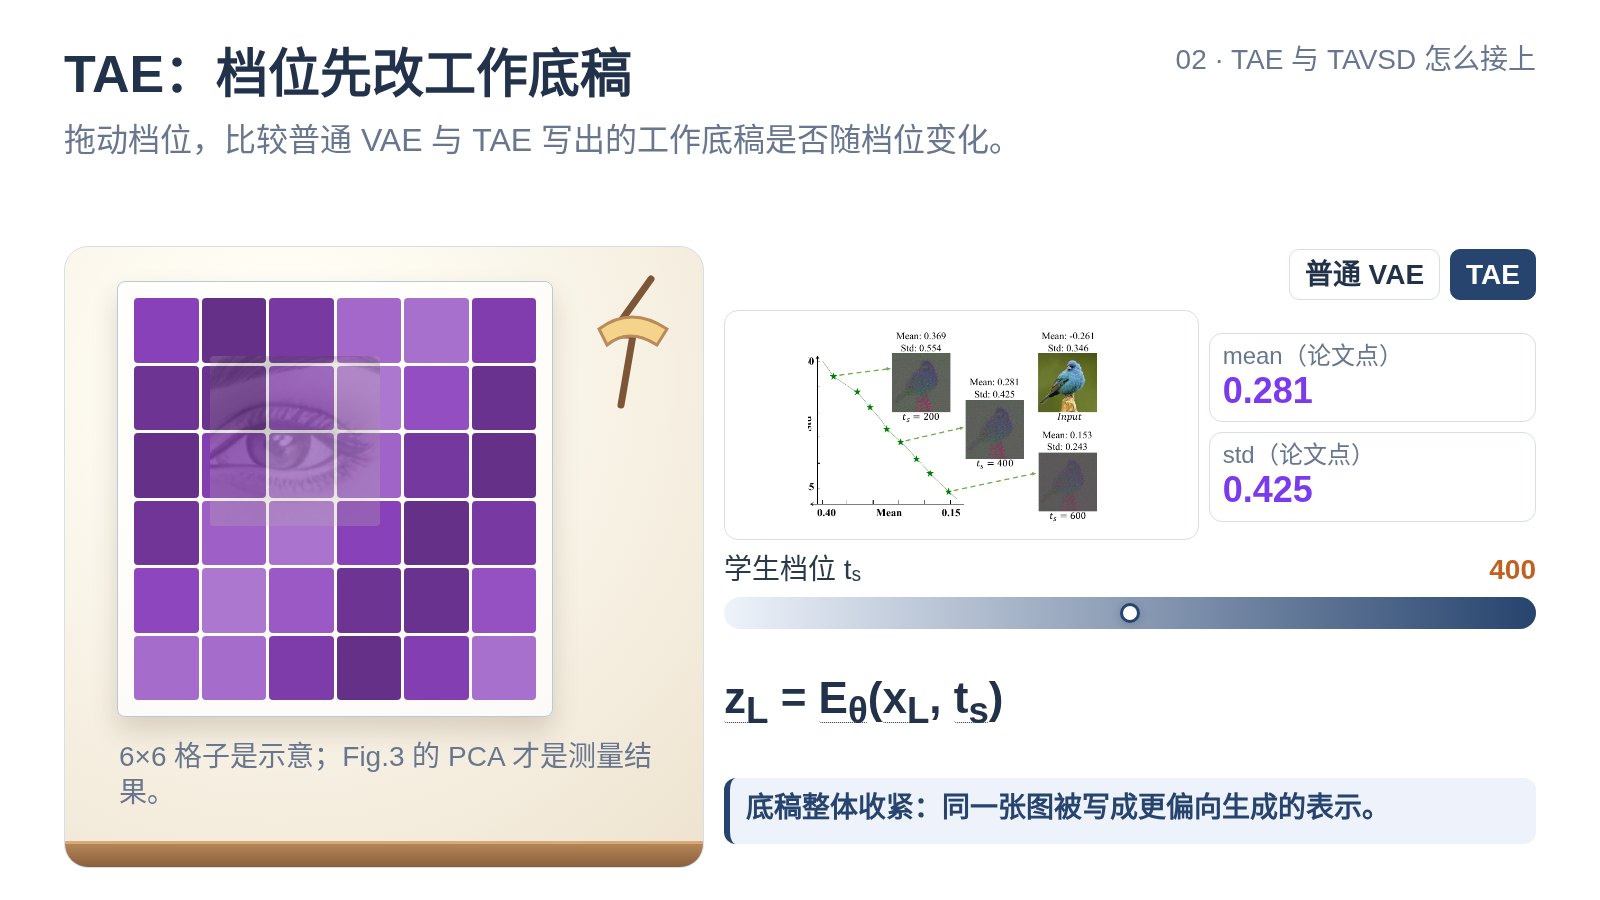 TAE：档位先改工作底稿
02 · TAE 与 TAVSD 怎么接上
拖动档位，比较普通 VAE 与 TAE 写出的工作底稿是否随档位变化。
6×6 格子是示意；Fig.3 的 PCA 才是测量结
果。
普通 VAE
TAE
Mean: 0.369
Std: 0.554
t_s = 200
Mean: 0.281
Std: 0.425
t_s = 400
Mean: -0.261
Std: 0.346
Input
Mean: 0.153
Std: 0.243
t_s = 600
0
5
0.40
Mean
0.15
mean（论文点）
0.281
std（论文点）
0.425
学生档位 tₛ
400
z_L = E_θ(x_L, t_s)
底稿整体收紧：同一张图被写成更偏向生成的表示。